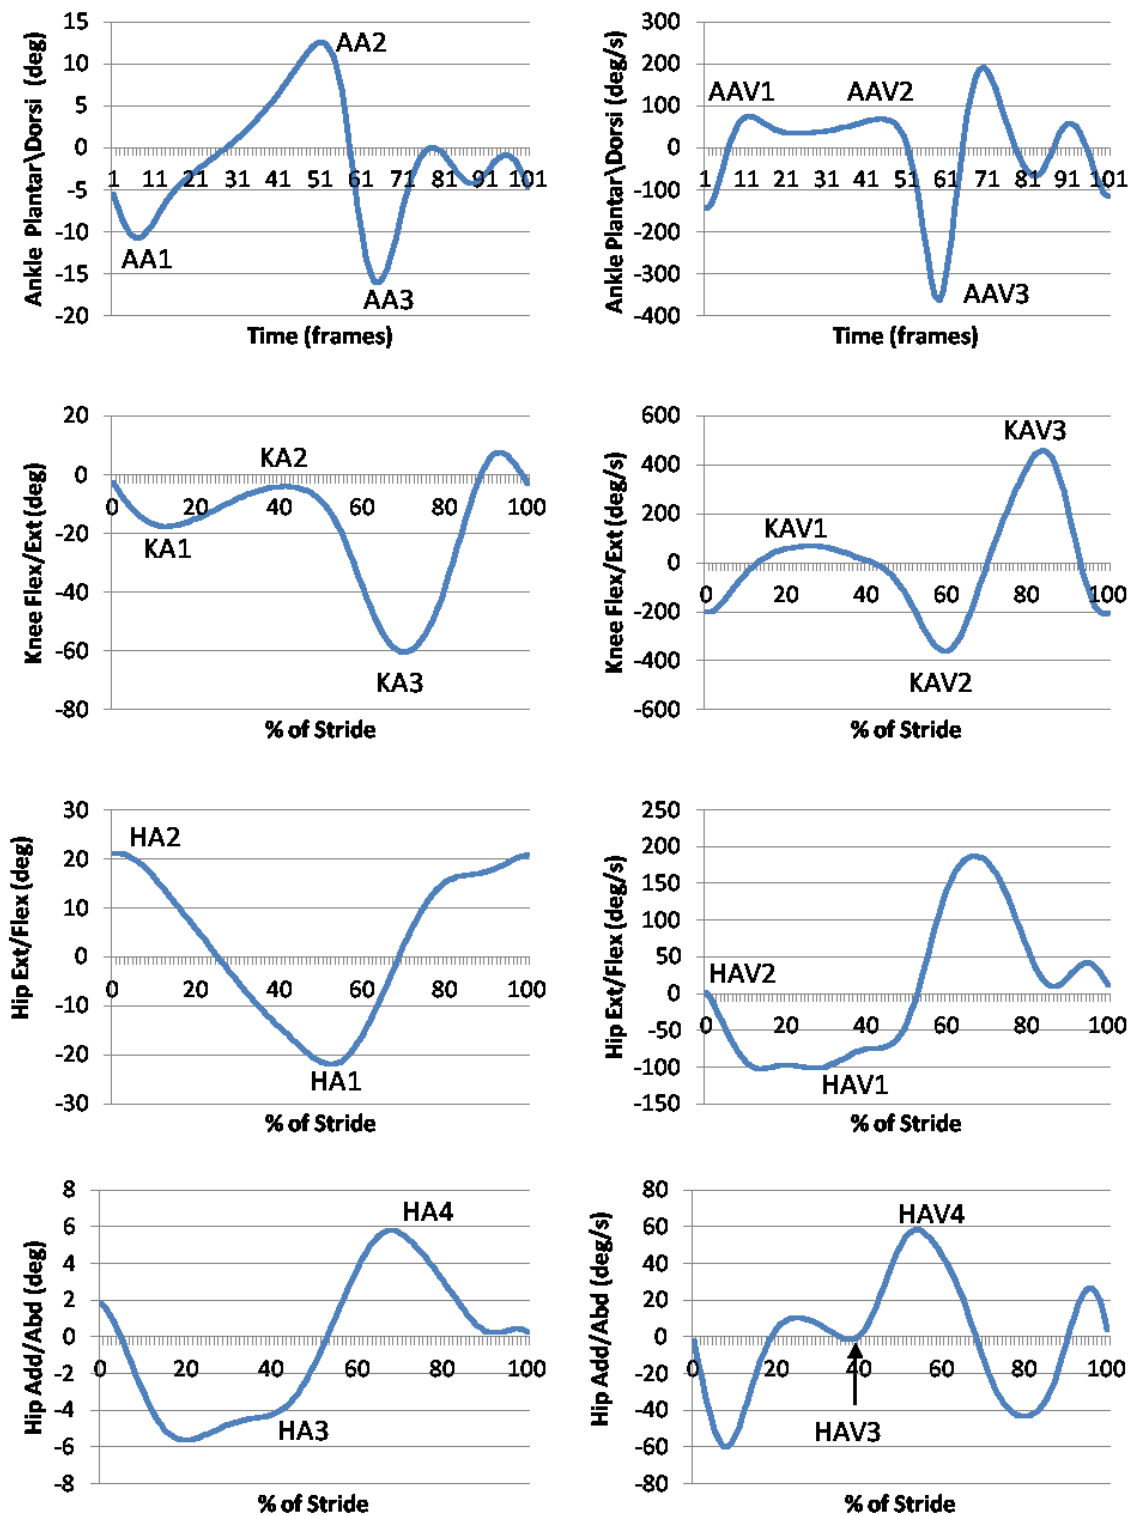 Ankle Plantar\Dorsi (deg)
15
10
5
0
-5
-10
-15
-20
1 11 21 31 41 51 61 71 81 91 101
AA1
AA2
AA3
Time (frames)
Ankle Plantar\Dorsi (deg/s)
300
200
100
0
-100
-200
-300
-400
1 11 21 31 41 51 61 71 81 91 101
AAV1
AAV2
AAV3
Time (frames)
Knee Flex/Ext (deg)
20
0
-20
-40
-60
-80
0 20 40 60 80 100
KA1
KA2
KA3
% of Stride
Knee Flex/Ext (deg/s)
600
400
200
0
-200
-400
-600
0 20 40 60 80 100
KAV1
KAV2
KAV3
% of Stride
Hip Ext/Flex (deg)
30
20
10
0
-10
-20
-30
0 20 40 60 80 100
HA2
HA1
% of Stride
Hip Ext/Flex (deg/s)
250
200
150
100
50
0
-50
-100
-150
0 20 40 60 80 100
HAV2
HAV1
% of Stride
Hip Add/Abd (deg)
8
6
4
2
0
-2
-4
-6
-8
0 20 40 60 80 100
HA4
HA3
% of Stride
Hip Add/Abd (deg/s)
80
60
40
20
0
-20
-40
-60
-80
0 20 40 60 80 100
HAV4
HAV3
% of Stride